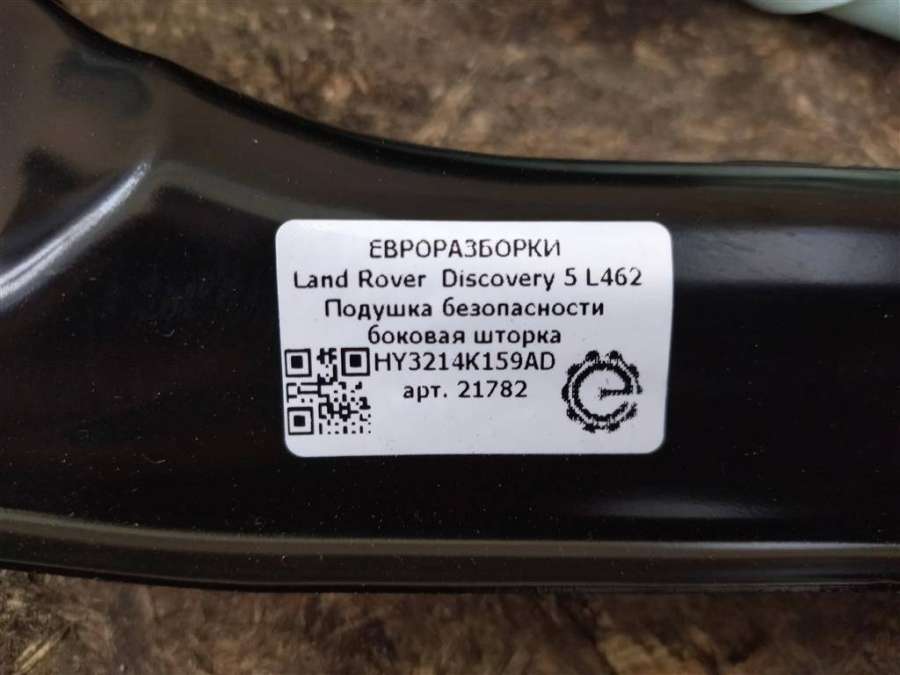 ЕВРОРАЗБОРКИ
Land Rover Discovery 5 L462
Подушка безопасности
боковая шторка
HY3214K159AD
арт. 21782